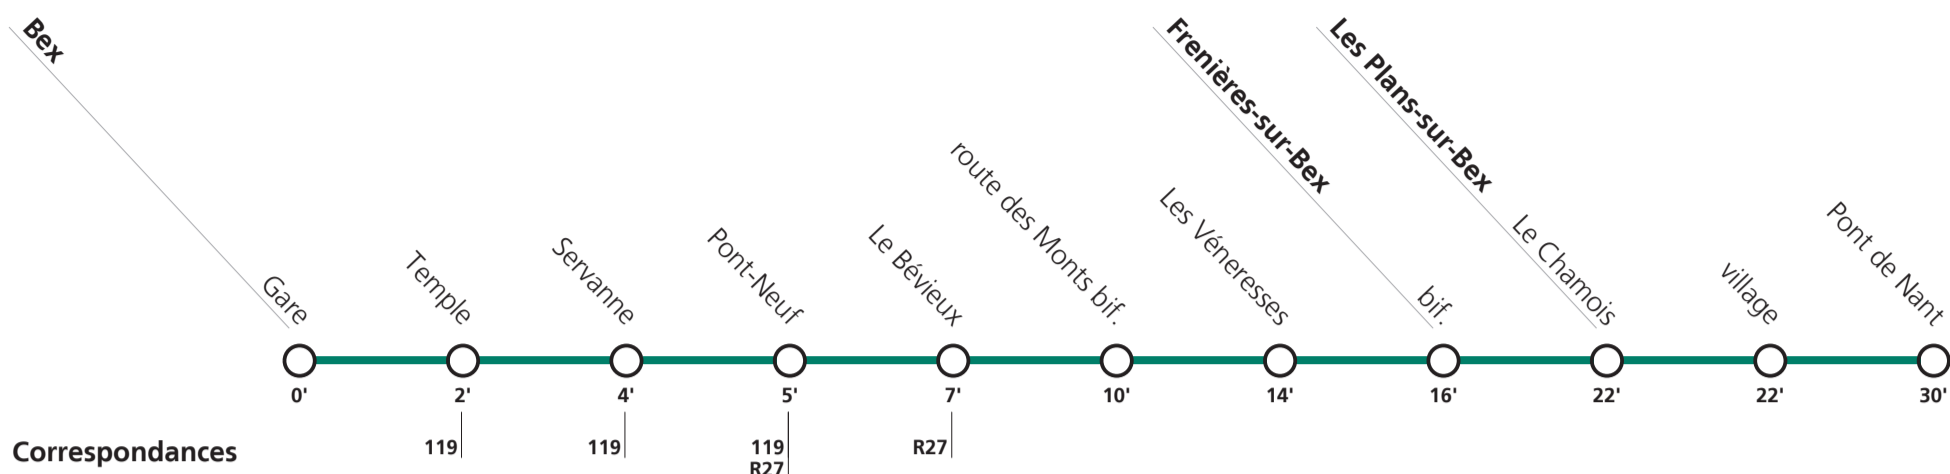 Bex
Frenières-sur-Bex
Les Plans-sur-Bex
Gare
Temple
Servanne
Pont-Neuf
Le Bévieux
route des Monts bif.
Les Véneresses
bif.
Le Chamois
village
Pont de Nant
0' 2' 4' 5' 7' 10' 14' 16' 22' 22' 30'
Correspondances 119 119 119 R27
R27